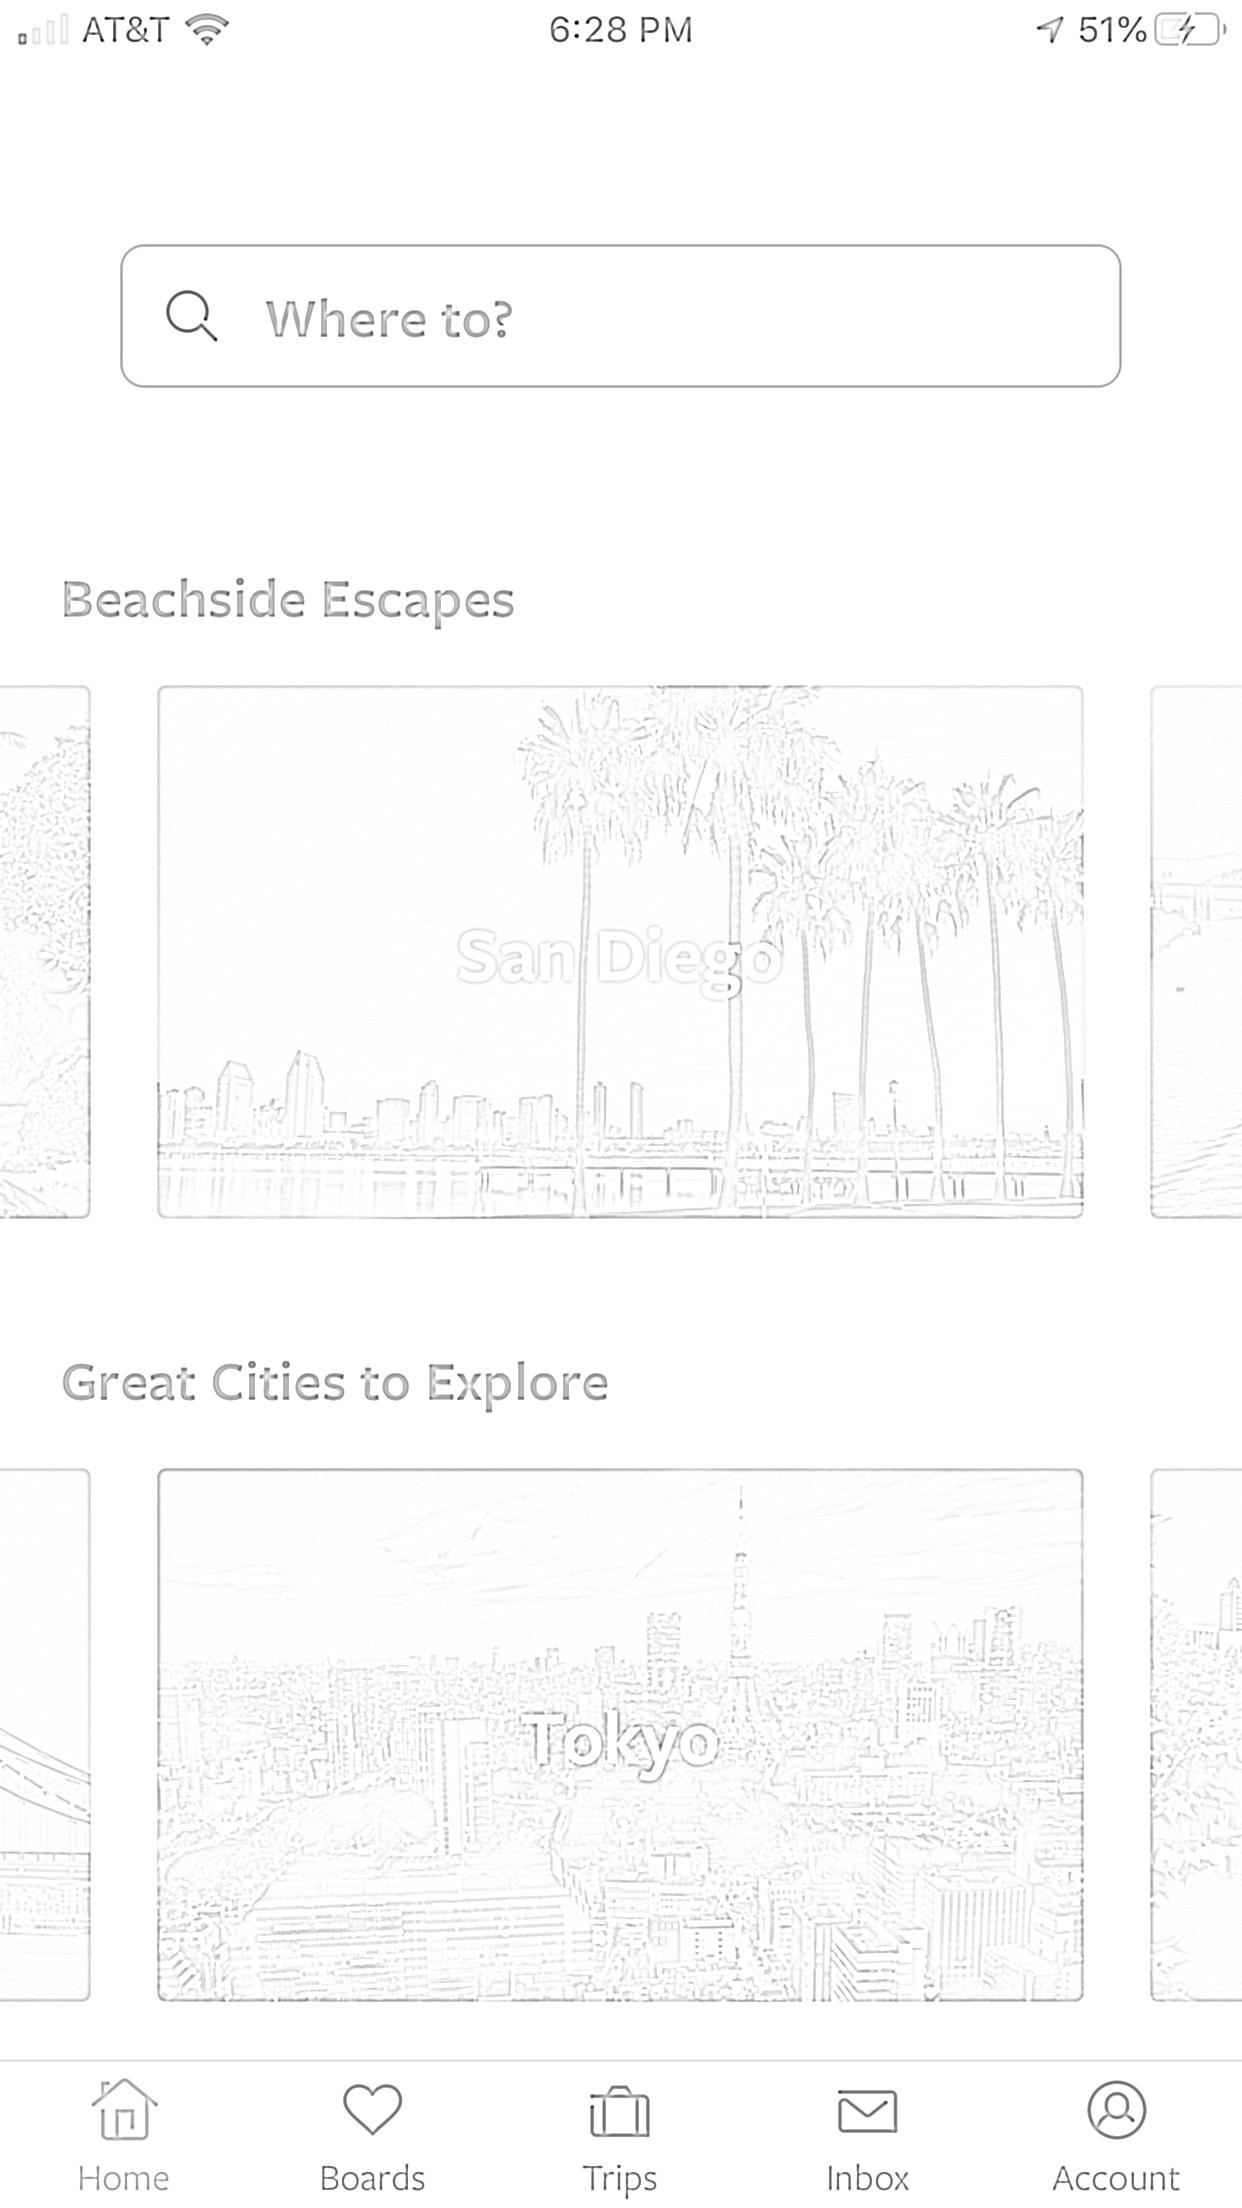 AT&T 6:28 PM 51%
Where to?
Beachside Escapes
San Diego
Great Cities to Explore
Tokyo
Home Boards Trips Inbox Account